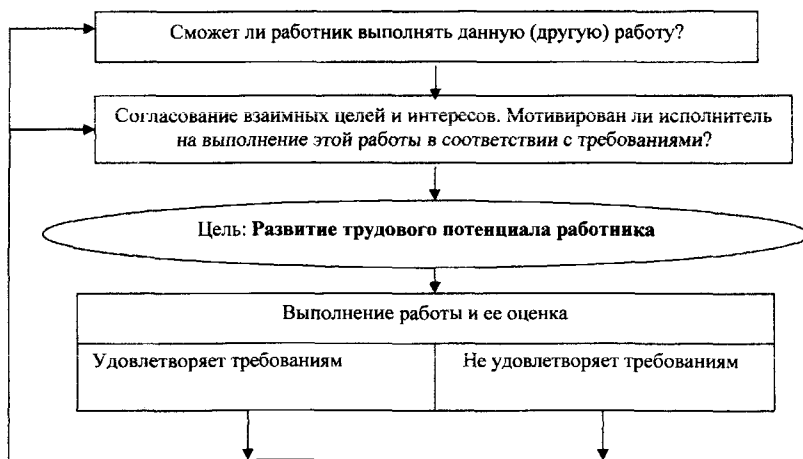 Сможет ли работник выполнять данную (другую) работу?
Согласование взаимных целей и интересов. Мотивирован ли исполнитель
на выполнение этой работы в соответствии с требованиями?
Цель: Развитие трудового потенциала работника
Выполнение работы и ее оценка
Удовлетворяет требованиям
Не удовлетворяет требованиям